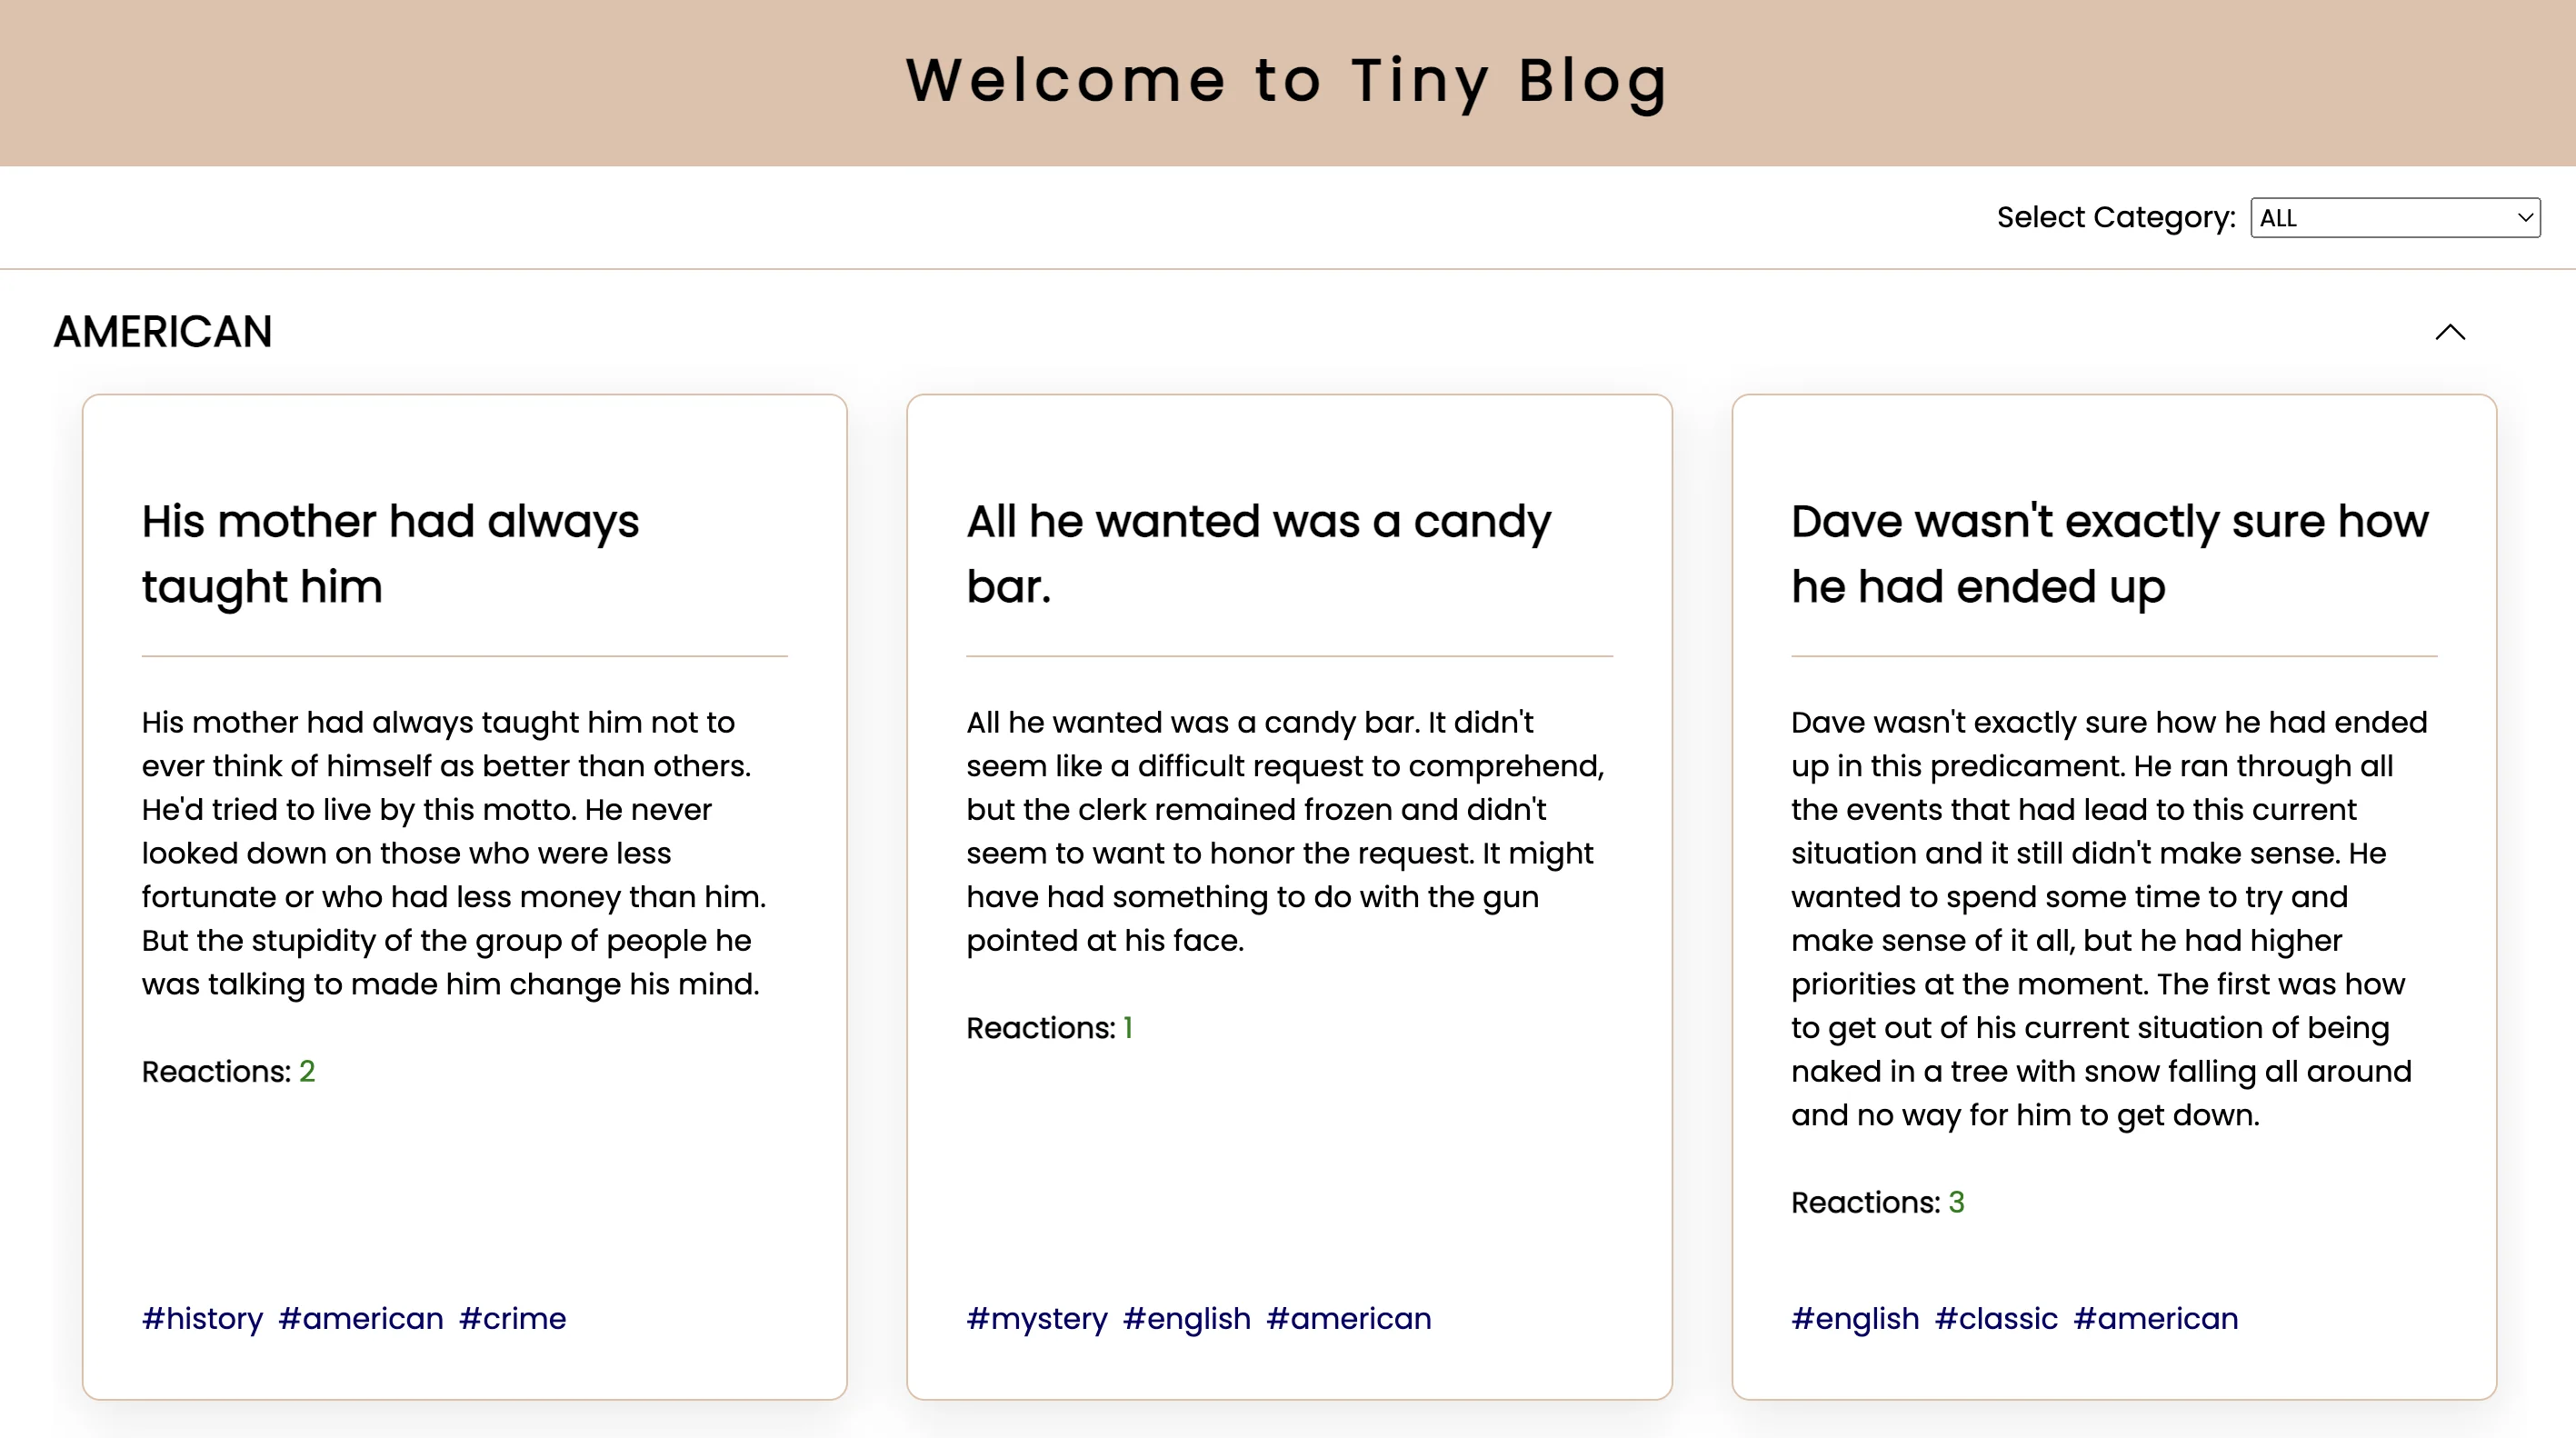 Welcome to Tiny Blog
Select Category: ALL
AMERICAN
His mother had always
taught him
His mother had always taught him not to
ever think of himself as better than others.
He'd tried to live by this motto. He never
looked down on those who were less
fortunate or who had less money than him.
But the stupidity of the group of people he
was talking to made him change his mind.
Reactions: 2
#history #american #crime
All he wanted was a candy
bar.
All he wanted was a candy bar. It didn't
seem like a difficult request to comprehend,
but the clerk remained frozen and didn't
seem to want to honor the request. It might
have had something to do with the gun
pointed at his face.
Reactions: 1
#mystery #english #american
Dave wasn't exactly sure how
he had ended up
Dave wasn't exactly sure how he had ended
up in this predicament. He ran through all
the events that had lead to this current
situation and it still didn't make sense. He
wanted to spend some time to try and
make sense of it all, but he had higher
priorities at the moment. The first was how
to get out of his current situation of being
naked in a tree with snow falling all around
and no way for him to get down.
Reactions: 3
#english #classic #american